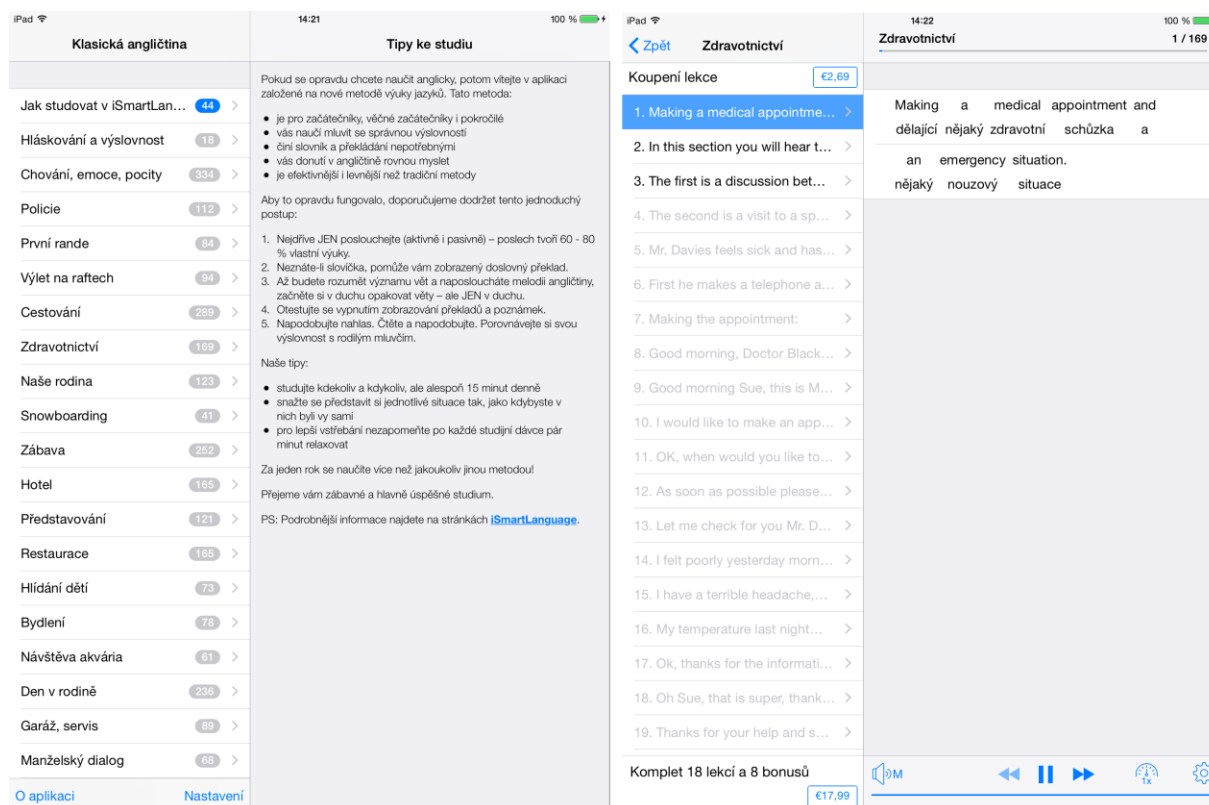 iPad 14:21 100 %
Klasická angličtina
Jak studovat v iSmartLan... 44
Hláskování a výslovnost 18
Chování, emoce, pocity 334
Policie 112
První rande 84
Výlet na raftech 94
Cestování 289
Zdravotnictví 169
Naše rodina 123
Snowboarding 41
Zábava 252
Hotel 165
Představování 121
Restaurace 165
Hlídání dětí 73
Bydlení 78
Návštěva akvária 61
Den v rodině 236
Garáž, servis 89
Manželský dialog 68
O aplikaci Nastavení
Tipy ke studiu
Pokud se opravdu chcete naučit anglicky, potom vítejte v aplikaci
založené na nové metodě výuky jazyků. Tato metoda:
• je pro začátečníky, věčné začátečníky i pokročilé
• vás naučí mluvit se správnou výslovností
• činí slovník a překládání nepotřebnými
• vás donutí v angličtině rovnou myslet
• je efektivnější i levnější než tradiční metody
Aby to opravdu fungovalo, doporučujeme dodržet tento jednoduchý
postup:
1. Nejdříve JEN poslouchejte (aktivně i pasivně) – poslech tvoří 60 - 80
% vlastní výuky.
2. Neznáte-li slovíčka, pomůže vám zobrazený doslovný překlad.
3. Až budete rozumět významu vět a naposloucháte melodii angličtiny,
začněte si v duchu opakovat věty – ale JEN v duchu.
4. Otestujte se vypnutím zobrazování překladů a poznámek.
5. Napodobujte nahlas. Čtěte a napodobujte. Porovnávejte si svou
výslovnost s rodilým mluvčím.
Naše tipy:
• studujte kdekoliv a kdykoliv, ale alespoň 15 minut denně
• snažte se představit si jednotlivé situace tak, jako kdybyste v
nich byli vy sami
• pro lepší vstřebání nezapomeňte po každé studijní dávce pár
minut relaxovat
Za jeden rok se naučíte více než jakoukoliv jinou metodou!
Přejeme vám zábavné a hlavně úspěšné studium.
PS: Podrobnější informace najdete na stránkách iSmartLanguage.
iPad 14:22 100 %
Zpět Zdravotnictví
Koupení lekce €2,69
1. Making a medical appointme...
2. In this section you will hear t...
3. The first is a discussion bet...
4. The second is a visit to a sp...
5. Mr. Davies feels sick and has...
6. First he makes a telephone a...
7. Making the appointment:
8. Good morning, Doctor Black...
9. Good morning Sue, this is M...
10. I would like to make an app...
11. OK, when would you like to...
12. As soon as possible please...
13. Let me check for you Mr. D...
14. I felt poorly yesterday morn...
15. I have a terrible headache,...
16. My temperature last night...
17. Ok, thanks for the informati...
18. Oh Sue, that is super, thank...
19. Thanks for your help and s...
Komplet 18 lekcí a 8 bonusů
€17,99
Zdravotnictví 1 / 169
Making a medical appointment and
dělající nějaký zdravotní schůzka a
an emergency situation.
nějaký nouzový situace
M 1x